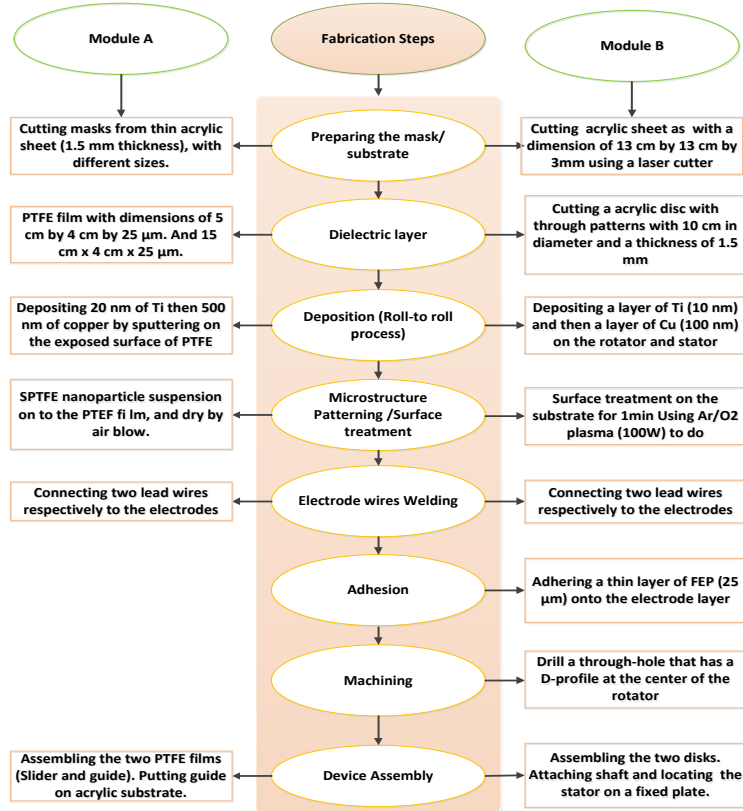 Module A
Fabrication Steps
Module B
Cutting masks from thin acrylic
sheet (1.5 mm thickness), with
different sizes.
Preparing the mask/
substrate
Cutting acrylic sheet as with a
dimension of 13 cm by 13 cm by
3mm using a laser cutter
PTFE film with dimensions of 5
cm by 4 cm by 25 μm. And 15
cm x 4 cm x 25 μm.
Dielectric layer
Cutting a acrylic disc with
through patterns with 10 cm in
diameter and a thickness of 1.5
mm
Depositing 20 nm of Ti then 500
nm of copper by sputtering on
the exposed surface of PTFE
Deposition (Roll-to roll
process)
Depositing a layer of Ti (10 nm)
and then a layer of Cu (100 nm)
on the rotator and stator
SPTFE nanoparticle suspension
on to the PTEF fi lm, and dry by
air blow.
Microstructure
Patterning /Surface
treatment
Surface treatment on the
substrate for 1min Using Ar/O2
plasma (100W) to do
Connecting two lead wires
respectively to the electrodes
Electrode wires Welding
Connecting two lead wires
respectively to the electrodes
Adhesion
Adhering a thin layer of FEP (25
μm) onto the electrode layer
Machining
Drill a through-hole that has a
D-profile at the center of the
rotator
Assembling the two PTFE films
(Slider and guide). Putting guide
on acrylic substrate.
Device Assembly
Assembling the two disks.
Attaching shaft and locating the
stator on a fixed plate.